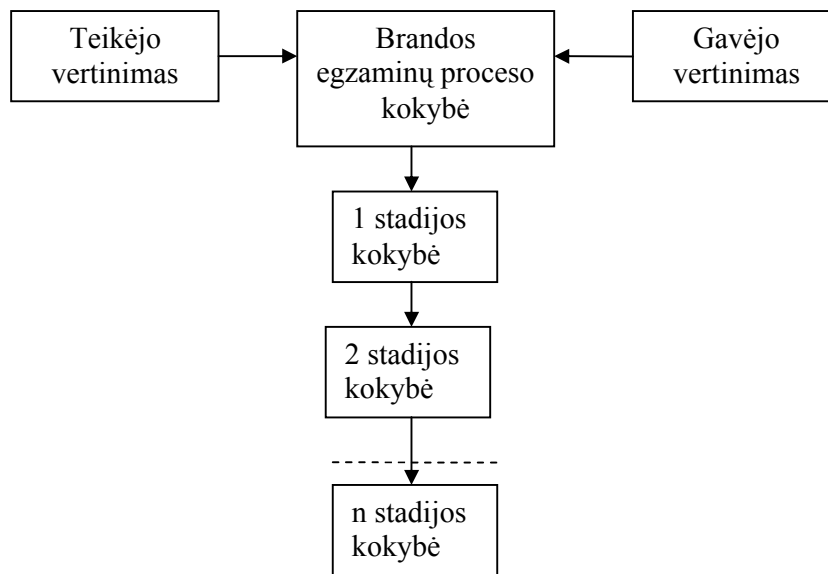 Teikėjo
vertinimas
Brandos
egzaminų proceso
kokybė
Gavėjo
vertinimas
1 stadijos
kokybė
2 stadijos
kokybė
n stadijos
kokybė